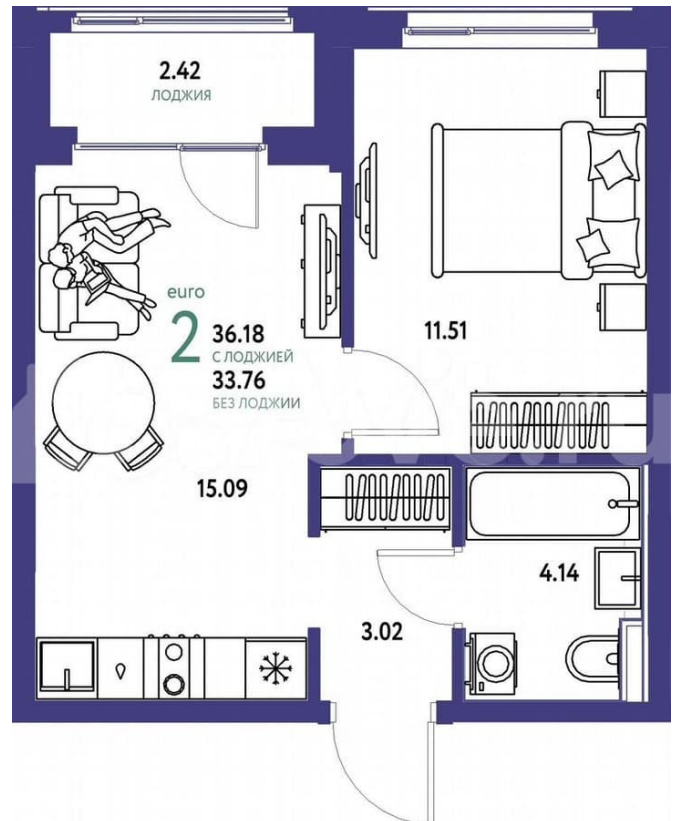 2.42
ЛОДЖИЯ
euro
2
36.18
С ЛОДЖИЕЙ
33.76
БЕЗ ЛОДЖИИ
11.51
15.09
4.14
3.02